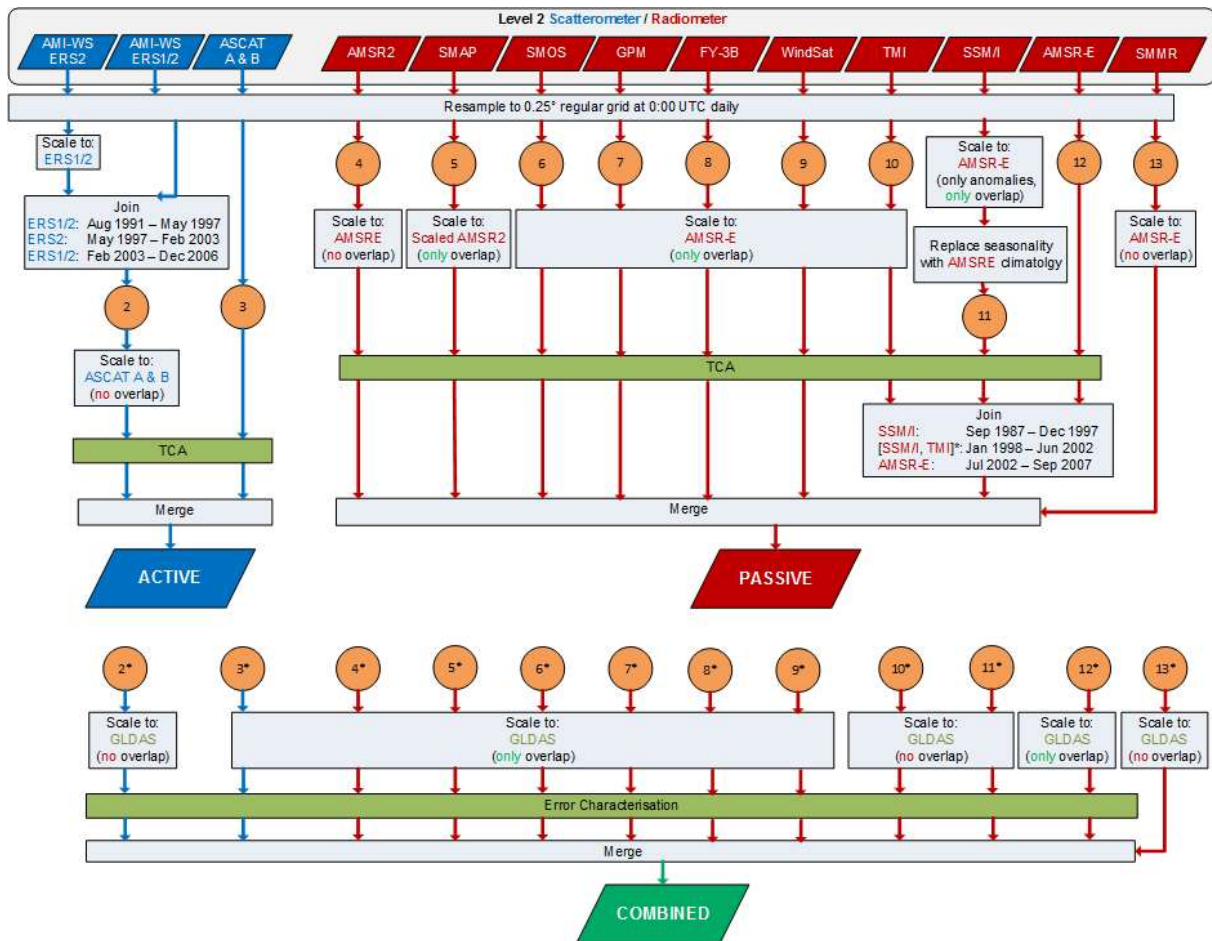 Level 2 Scatterometer / Radiometer
AMI-WS
ERS2
AMI-WS
ERS1/2
ASCAT
A & B
AMSR2
SMAP
SMOS
GPM
FY-3B
WindSat
TMI
SSM/I
AMSR-E
SMMR
Resample to 0.25° regular grid at 0:00 UTC daily
Scale to:
ERS1/2
Join
ERS1/2: Aug 1991 – May 1997
ERS2: May 1997 – Feb 2003
ERS1/2: Feb 2003 – Dec 2006
2
3
Scale to:
ASCAT A & B
(no overlap)
TCA
Merge
ACTIVE
4
5
6
7
8
9
10
Scale to:
AMSR-E
(only anomalies,
only overlap)
12
13
Scale to:
AMSRE
(no overlap)
Scale to:
Scaled AMSR2
(only overlap)
Scale to:
AMSR-E
(only overlap)
Replace seasonality
with AMSRE climatolgy
11
Scale to:
AMSR-E
(no overlap)
TCA
Join
SSM/I: Sep 1987 – Dec 1997
[SSM/I, TMI]*: Jan 1998 – Jun 2002
AMSR-E: Jul 2002 – Sep 2007
Merge
PASSIVE
2*
3*
4*
5*
6*
7*
8*
9*
10*
11*
12*
13*
Scale to:
GLDAS
(no overlap)
Scale to:
GLDAS
(only overlap)
Scale to:
GLDAS
(no overlap)
Scale to:
GLDAS
(only overlap)
Scale to:
GLDAS
(no overlap)
Error Characterisation
Merge
COMBINED